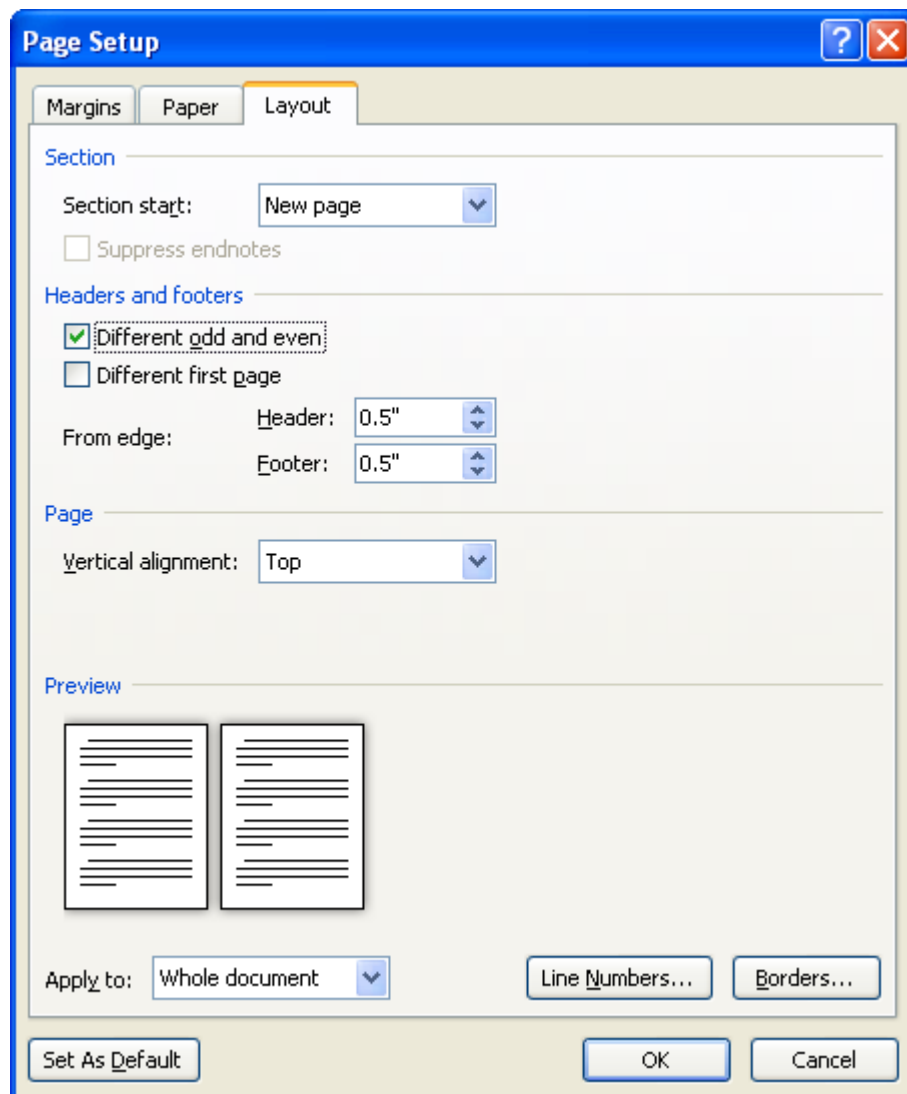 Page Setup
Margins Paper Layout
Section
Section start: New page
Suppress endnotes
Headers and footers
Different odd and even
Different first page
From edge:
Header: 0.5"
Footer: 0.5"
Page
Vertical alignment: Top
Preview
Apply to: Whole document Line Numbers... Borders...
Set As Default OK Cancel